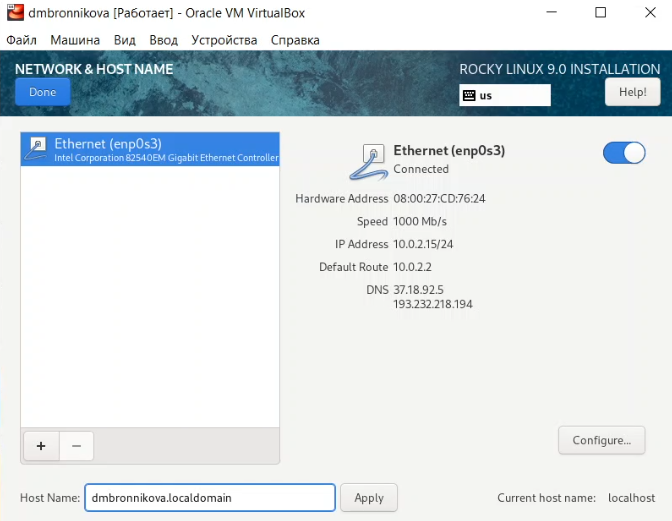 dmbronnikova [Работает] - Oracle VM VirtualBox
Файл Машина Вид Ввод Устройства Справка
NETWORK & HOST NAME
ROCKY LINUX 9.0 INSTALLATION
Done
us
Help!
Ethernet (enp0s3)
Intel Corporation 82540EM Gigabit Ethernet Controller
Ethernet (enp0s3)
Connected
Hardware Address 08:00:27:CD:76:24
Speed 1000 Mb/s
IP Address 10.0.2.15/24
Default Route 10.0.2.2
DNS 37.18.92.5
193.232.218.194
+ −
Configure...
Host Name: dmbronnikova.localdomain Apply Current host name: localhost